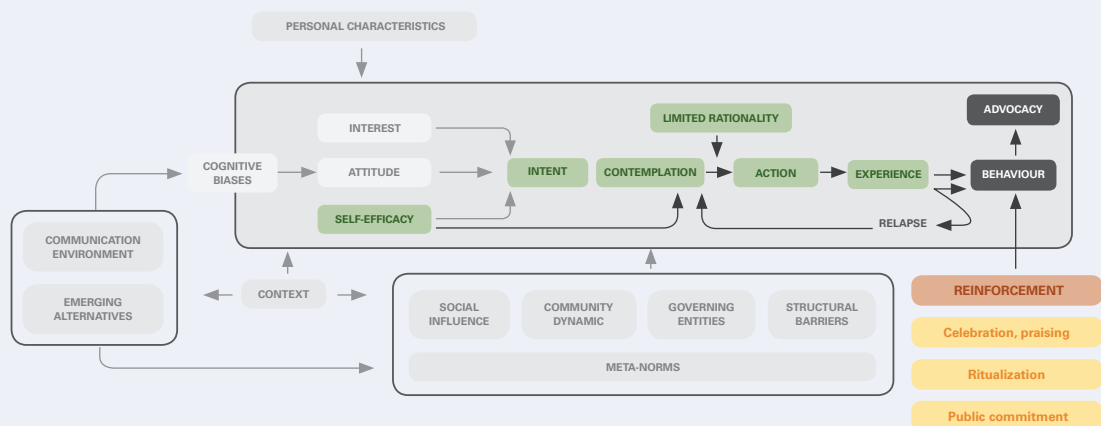 PERSONAL CHARACTERISTICS
ADVOCACY
LIMITED RATIONALITY
INTEREST
COGNITIVE
BIASES
ATTITUDE
INTENT
CONTEMPLATION
ACTION
EXPERIENCE
BEHAVIOUR
SELF-EFFICACY
RELAPSE
COMMUNICATION
ENVIRONMENT
EMERGING
ALTERNATIVES
CONTEXT
SOCIAL
INFLUENCE
COMMUNITY
DYNAMIC
GOVERNING
ENTITIES
STRUCTURAL
BARRIERS
META-NORMS
REINFORCEMENT
Celebration, praising
Ritualization
Public commitment